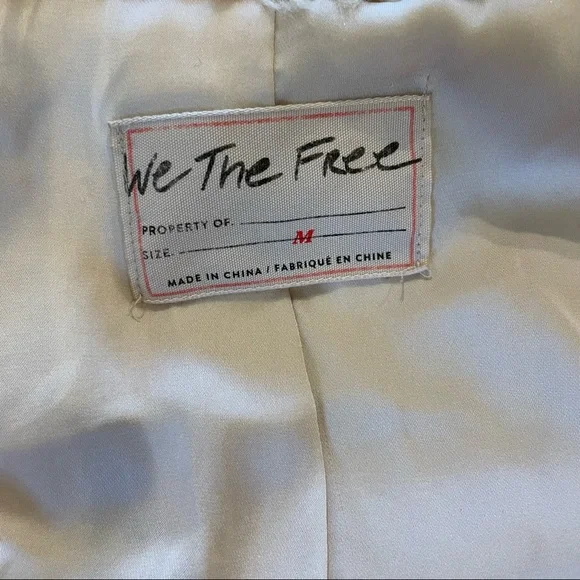 We The Free
PROPERTY OF.
SIZE. M
MADE IN CHINA / FABRIQUÉ EN CHINE